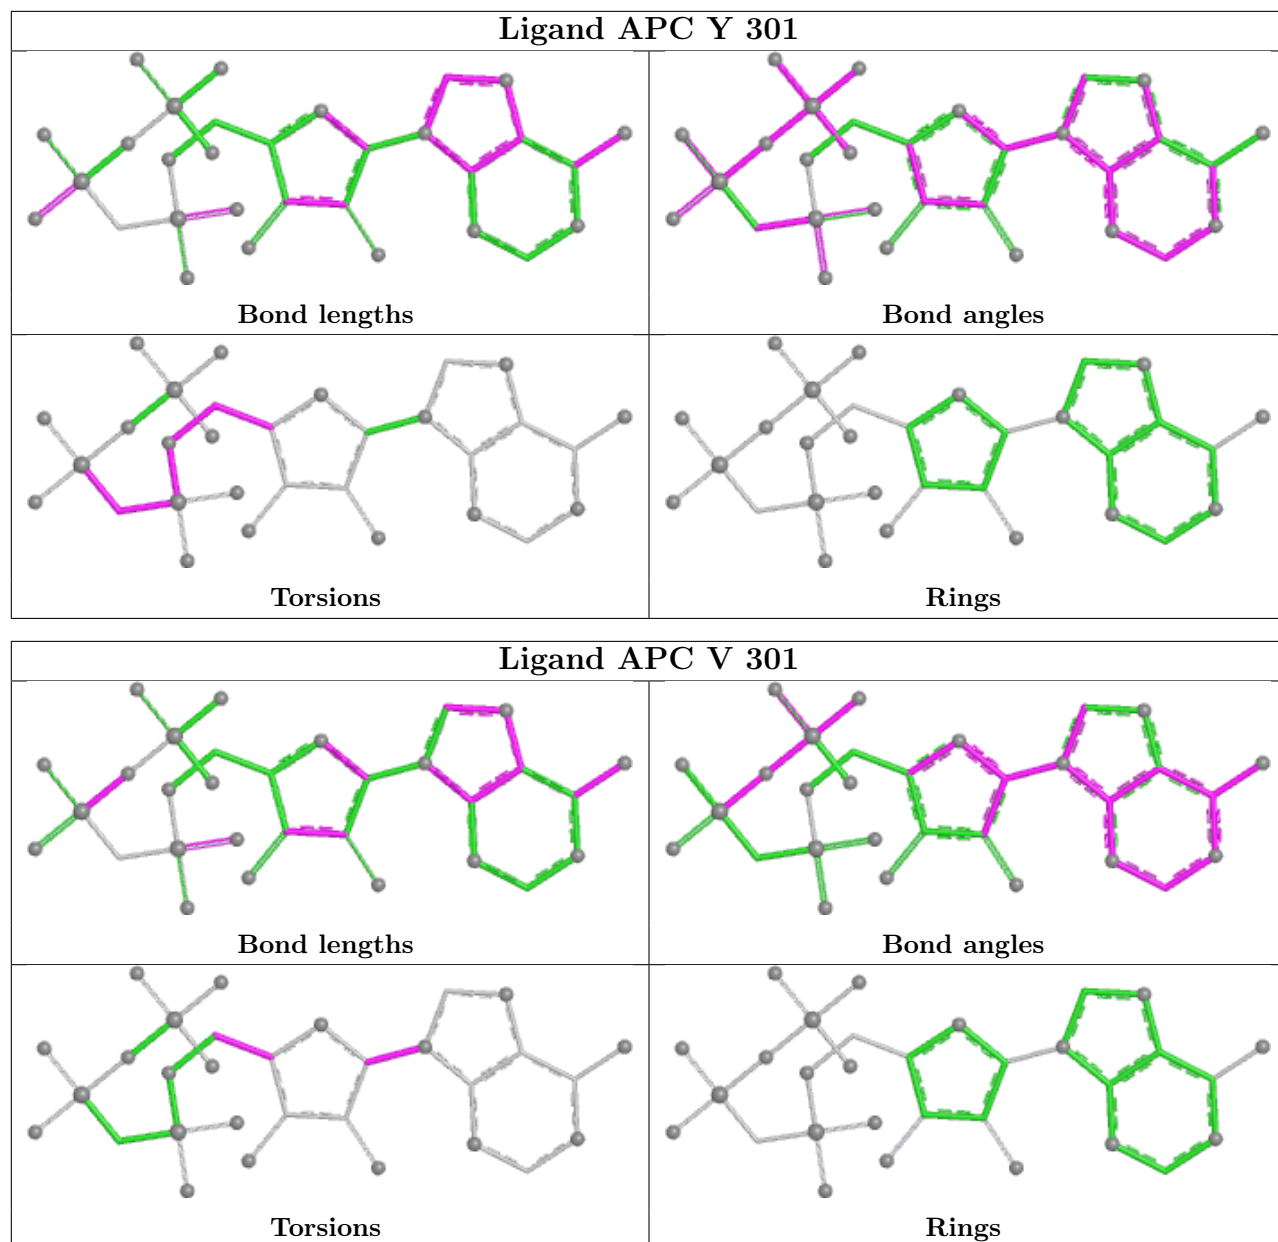 Ligand APC Y 301
Bond lengths
Bond angles
Torsions
Rings
Ligand APC V 301
Bond lengths
Bond angles
Torsions
Rings